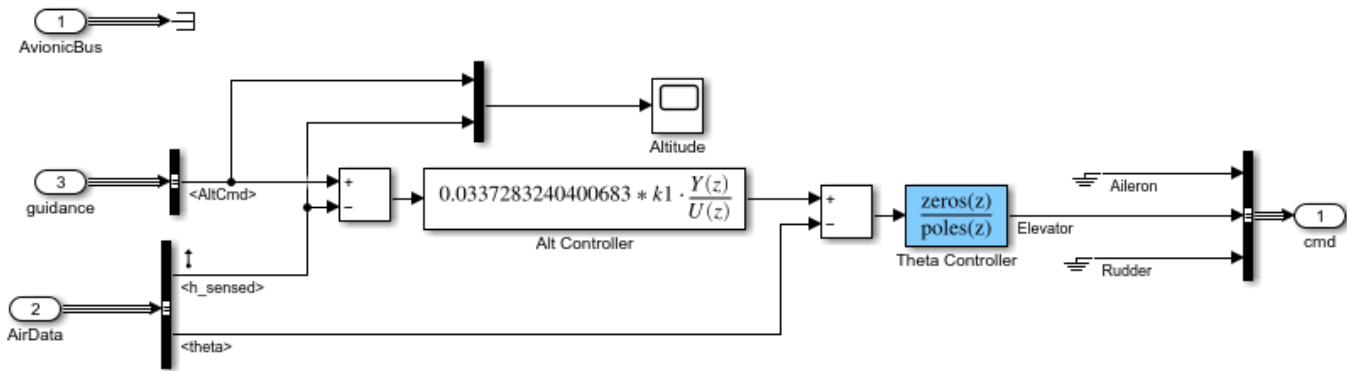 1
AvionicBus
Altitude
3
guidance
<AltCmd>
+
−
0.0337283240400683 * k1 · Y(z)
U(z)
Alt Controller
+
−
zeros(z)
poles(z)
Theta Controller
Aileron
Elevator
Rudder
1
cmd
<h_sensed>
2
AirData
<theta>